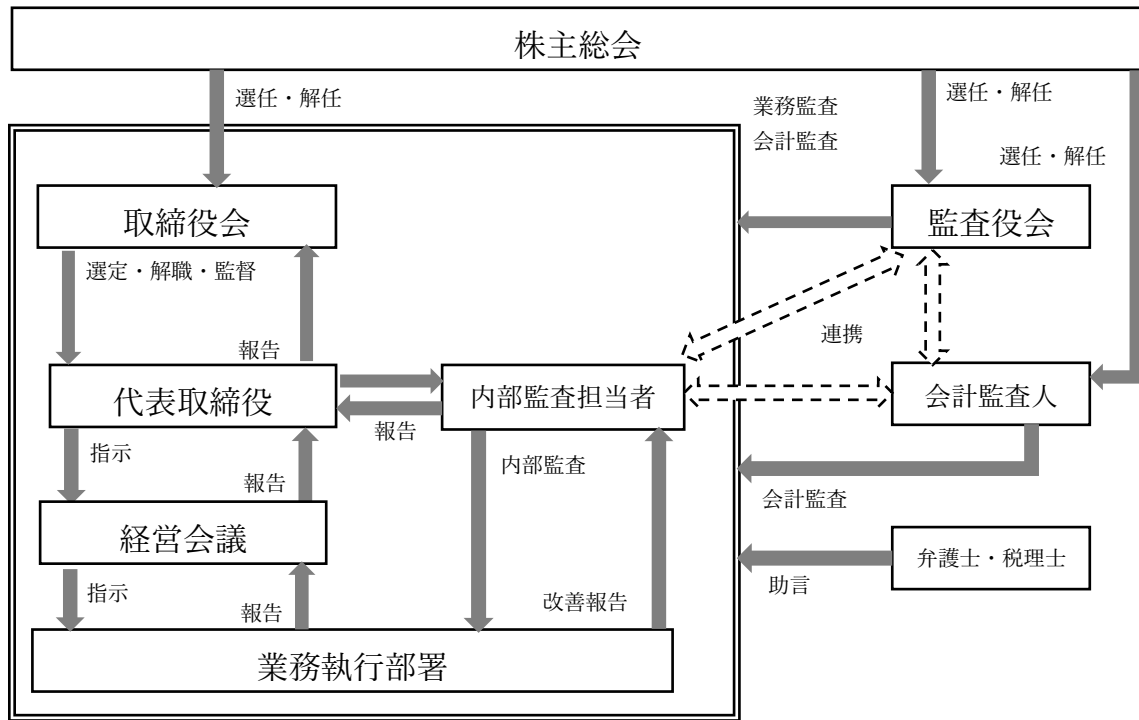 株主総会
選任・解任
選任・解任
業務監査
会計監査
選任・解任
取締役会
監査役会
選定・解職・監督
連携
報告
代表取締役
内部監査担当者
会計監査人
報告
指示
内部監査
報告
会計監査
経営会議
弁護士・税理士
助言
指示
報告
改善報告
業務執行部署